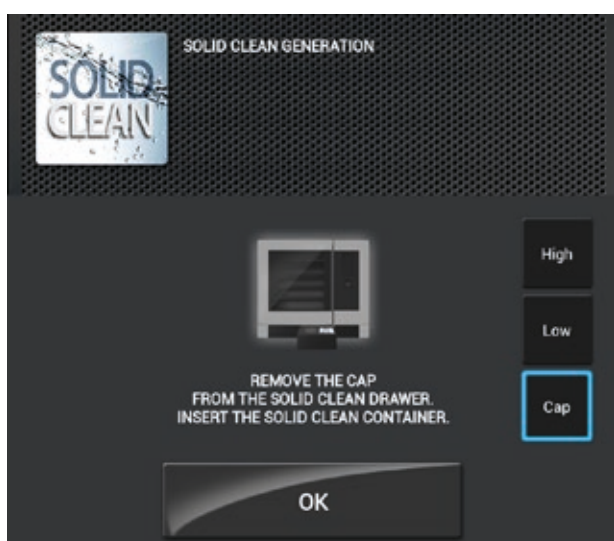 SOLID
CLEAN
SOLID CLEAN GENERATION
High
Low
REMOVE THE CAP
FROM THE SOLID CLEAN DRAWER.
INSERT THE SOLID CLEAN CONTAINER.
Cap
OK